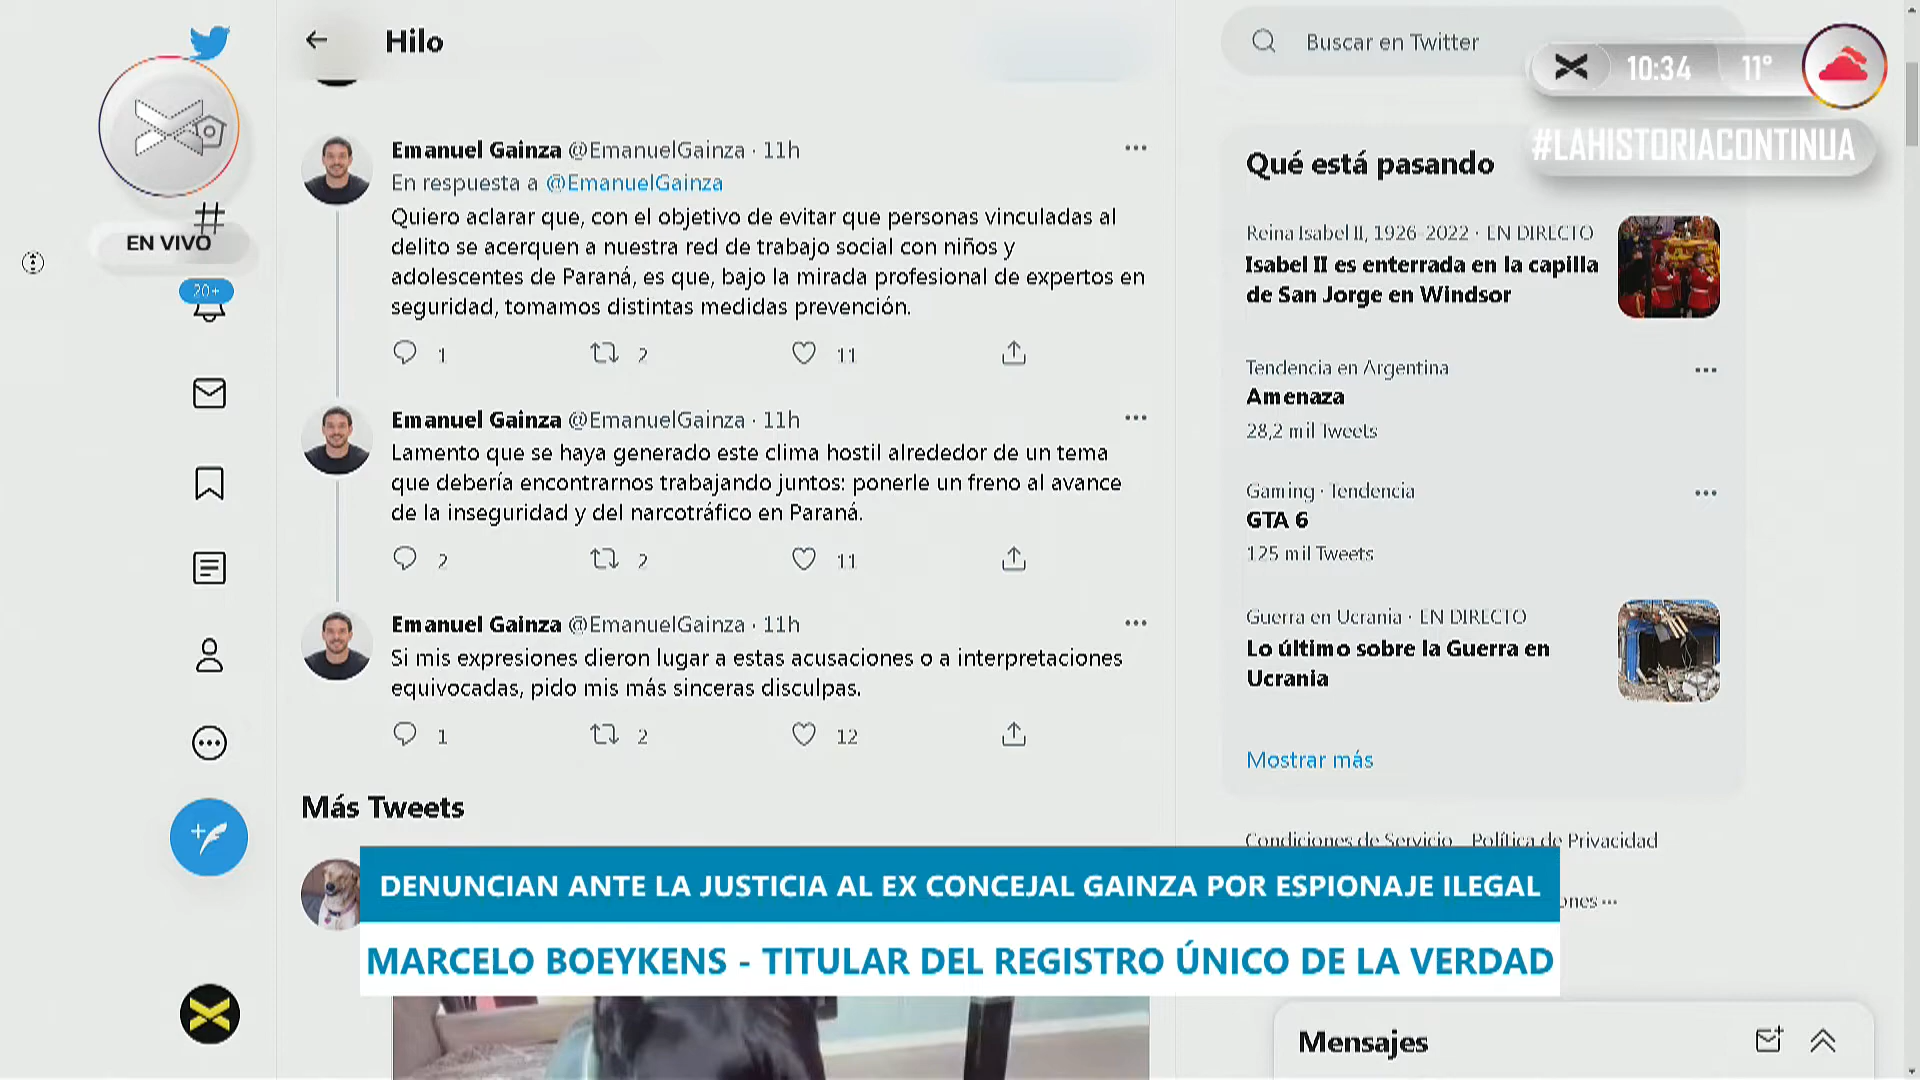 Hilo
Buscar en Twitter
10:34
11°
#LAHISTORIACONTINUA
EN VIVO
20+
Emanuel Gainza @EmanuelGainza · 11h
En respuesta a @EmanuelGainza
Quiero aclarar que, con el objetivo de evitar que personas vinculadas al
delito se acerquen a nuestra red de trabajo social con niños y
adolescentes de Paraná, es que, bajo la mirada profesional de expertos en
seguridad, tomamos distintas medidas prevención.
1 2 11
Emanuel Gainza @EmanuelGainza · 11h
Lamento que se haya generado este clima hostil alrededor de un tema
que debería encontrarnos trabajando juntos: ponerle un freno al avance
de la inseguridad y del narcotráfico en Paraná.
2 2 11
Emanuel Gainza @EmanuelGainza · 11h
Si mis expresiones dieron lugar a estas acusaciones o a interpretaciones
equivocadas, pido mis más sinceras disculpas.
1 2 12
Más Tweets
Qué está pasando
Reina Isabel II, 1926-2022 · EN DIRECTO
Isabel II es enterrada en la capilla
de San Jorge en Windsor
Tendencia en Argentina
Amenaza
28,2 mil Tweets
Gaming · Tendencia
GTA 6
125 mil Tweets
Guerra en Ucrania · EN DIRECTO
Lo último sobre la Guerra en
Ucrania
Mostrar más
Condiciones de Servicio Política de Privacidad
DENUNCIAN ANTE LA JUSTICIA AL EX CONCEJAL GAINZA POR ESPIONAJE ILEGAL
MARCELO BOEYKENS - TITULAR DEL REGISTRO ÚNICO DE LA VERDAD
Mensajes